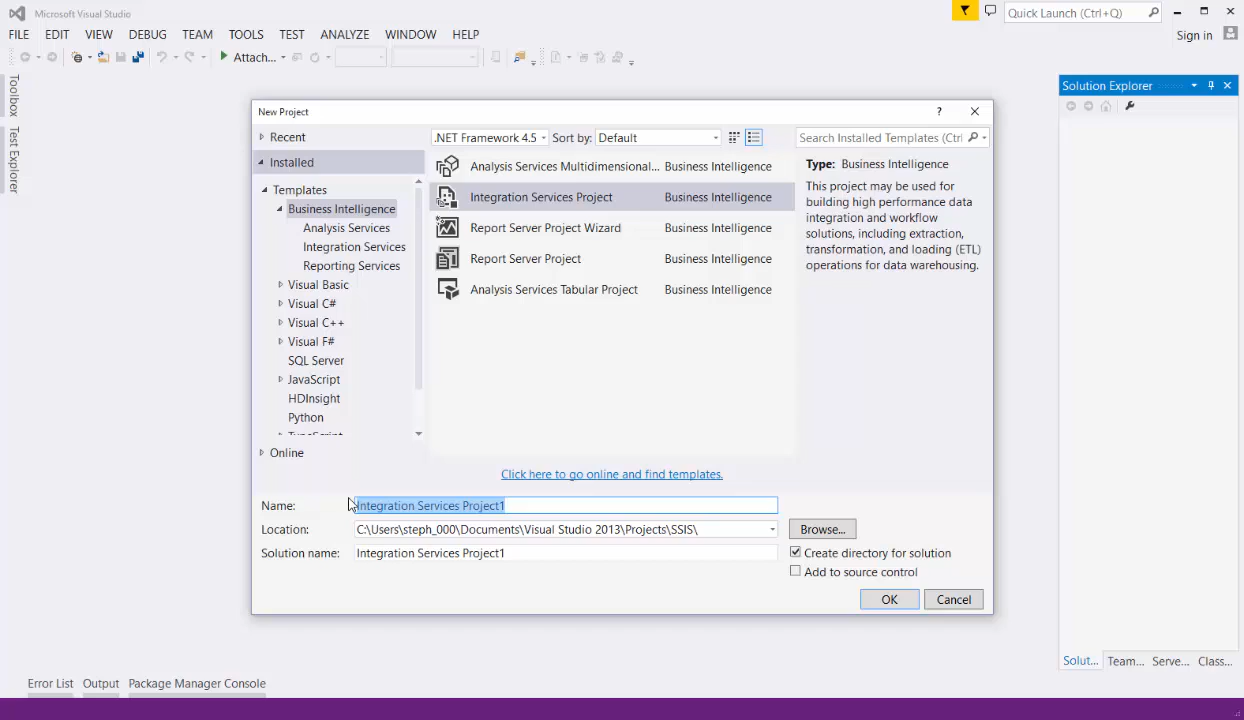 Microsoft Visual Studio
Quick Launch (Ctrl+Q)
FILE EDIT VIEW DEBUG TEAM TOOLS TEST ANALYZE WINDOW HELP
Sign in
Attach...
Toolbox
Test Explorer
Solution Explorer
New Project
?
Recent
.NET Framework 4.5 Sort by: Default
Search Installed Templates (Ctrl
Installed
Templates
Business Intelligence
Analysis Services
Integration Services
Reporting Services
Visual Basic
Visual C#
Visual C++
Visual F#
SQL Server
JavaScript
HDInsight
Python
TypeScript
Online
Analysis Services Multidimensional... Business Intelligence
Integration Services Project Business Intelligence
Report Server Project Wizard Business Intelligence
Report Server Project Business Intelligence
Analysis Services Tabular Project Business Intelligence
Type: Business Intelligence
This project may be used for
building high performance data
integration and workflow
solutions, including extraction,
transformation, and loading (ETL)
operations for data warehousing.
Click here to go online and find templates.
Name: Integration Services Project1
Location: C:\Users\steph_000\Documents\Visual Studio 2013\Projects\SSIS\
Browse...
Solution name: Integration Services Project1
Create directory for solution
Add to source control
OK Cancel
Solut... Team... Serve... Class...
Error List Output Package Manager Console